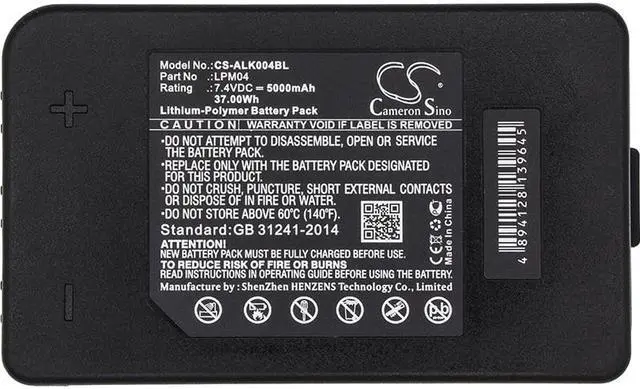 Model No.:CS-ALK004BL
Part No :LPM04
Rating :7.4VDC ⎓ 5000mAh
37.00Wh
Lithium-Polymer Battery Pack
CS
Cameron Sino
CAUTION WARRANTY VOID IF LABEL IS REMOVED
•DO NOT ATTEMPT TO DISASSEMBLE, OPEN OR SERVICE
THE BATTERY PACK.
•REPLACE ONLY WITH THE BATTERY PACK DESIGNATED
FOR THIS PRODUCT.
•DO NOT CRUSH, PUNCTURE, SHORT EXTERNAL CONTACTS
OR DISPOSE OF IN FIRE OR WATER.
•DO NOT STORE ABOVE 60°C (140°F).
Standard:GB 31241-2014
ATTENTION!
NEW BATTERY PACK MUST BE FULLY CHARGED BEFORE USE.
TO REDUCE RISK OF FIRE OR BURNS
READ INSTRUCTIONS IN OPERATING GUIDE BEFORE USING BATTERY.
Manufacture by : ShenZhen HENZENS Technology Co., Limited
Made In China
CE
Pb
4 894128 139645
+
-